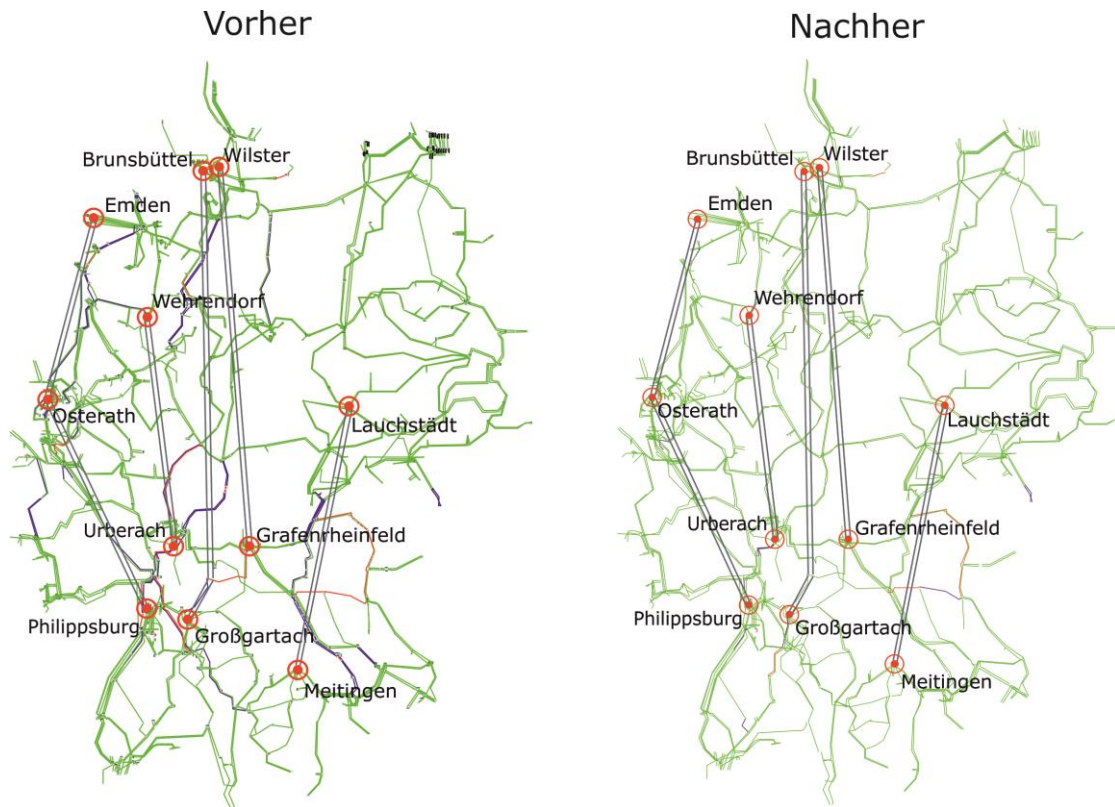 Vorher
Brunsbüttel
Wilster
Emden
Wehrendorf
Osterath
Lauchstädt
Urberach
Grafenrheinfeld
Philippsburg
Großgartach
Meitingen
Nachher
Brunsbüttel
Wilster
Emden
Wehrendorf
Osterath
Lauchstädt
Urberach
Grafenrheinfeld
Philippsburg
Großgartach
Meitingen